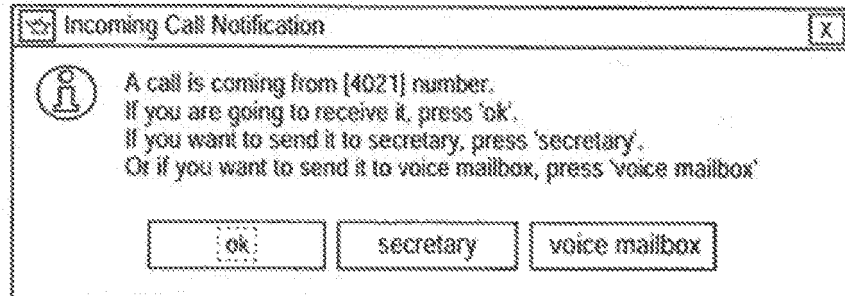 Incoming Call Notification X
A call is coming from [4021] number.
If you are going to receive it, press 'ok'.
If you want to send it to secretary, press 'secretary'.
Or if you want to send it to voice mailbox, press 'voice mailbox'
ok secretary voice mailbox